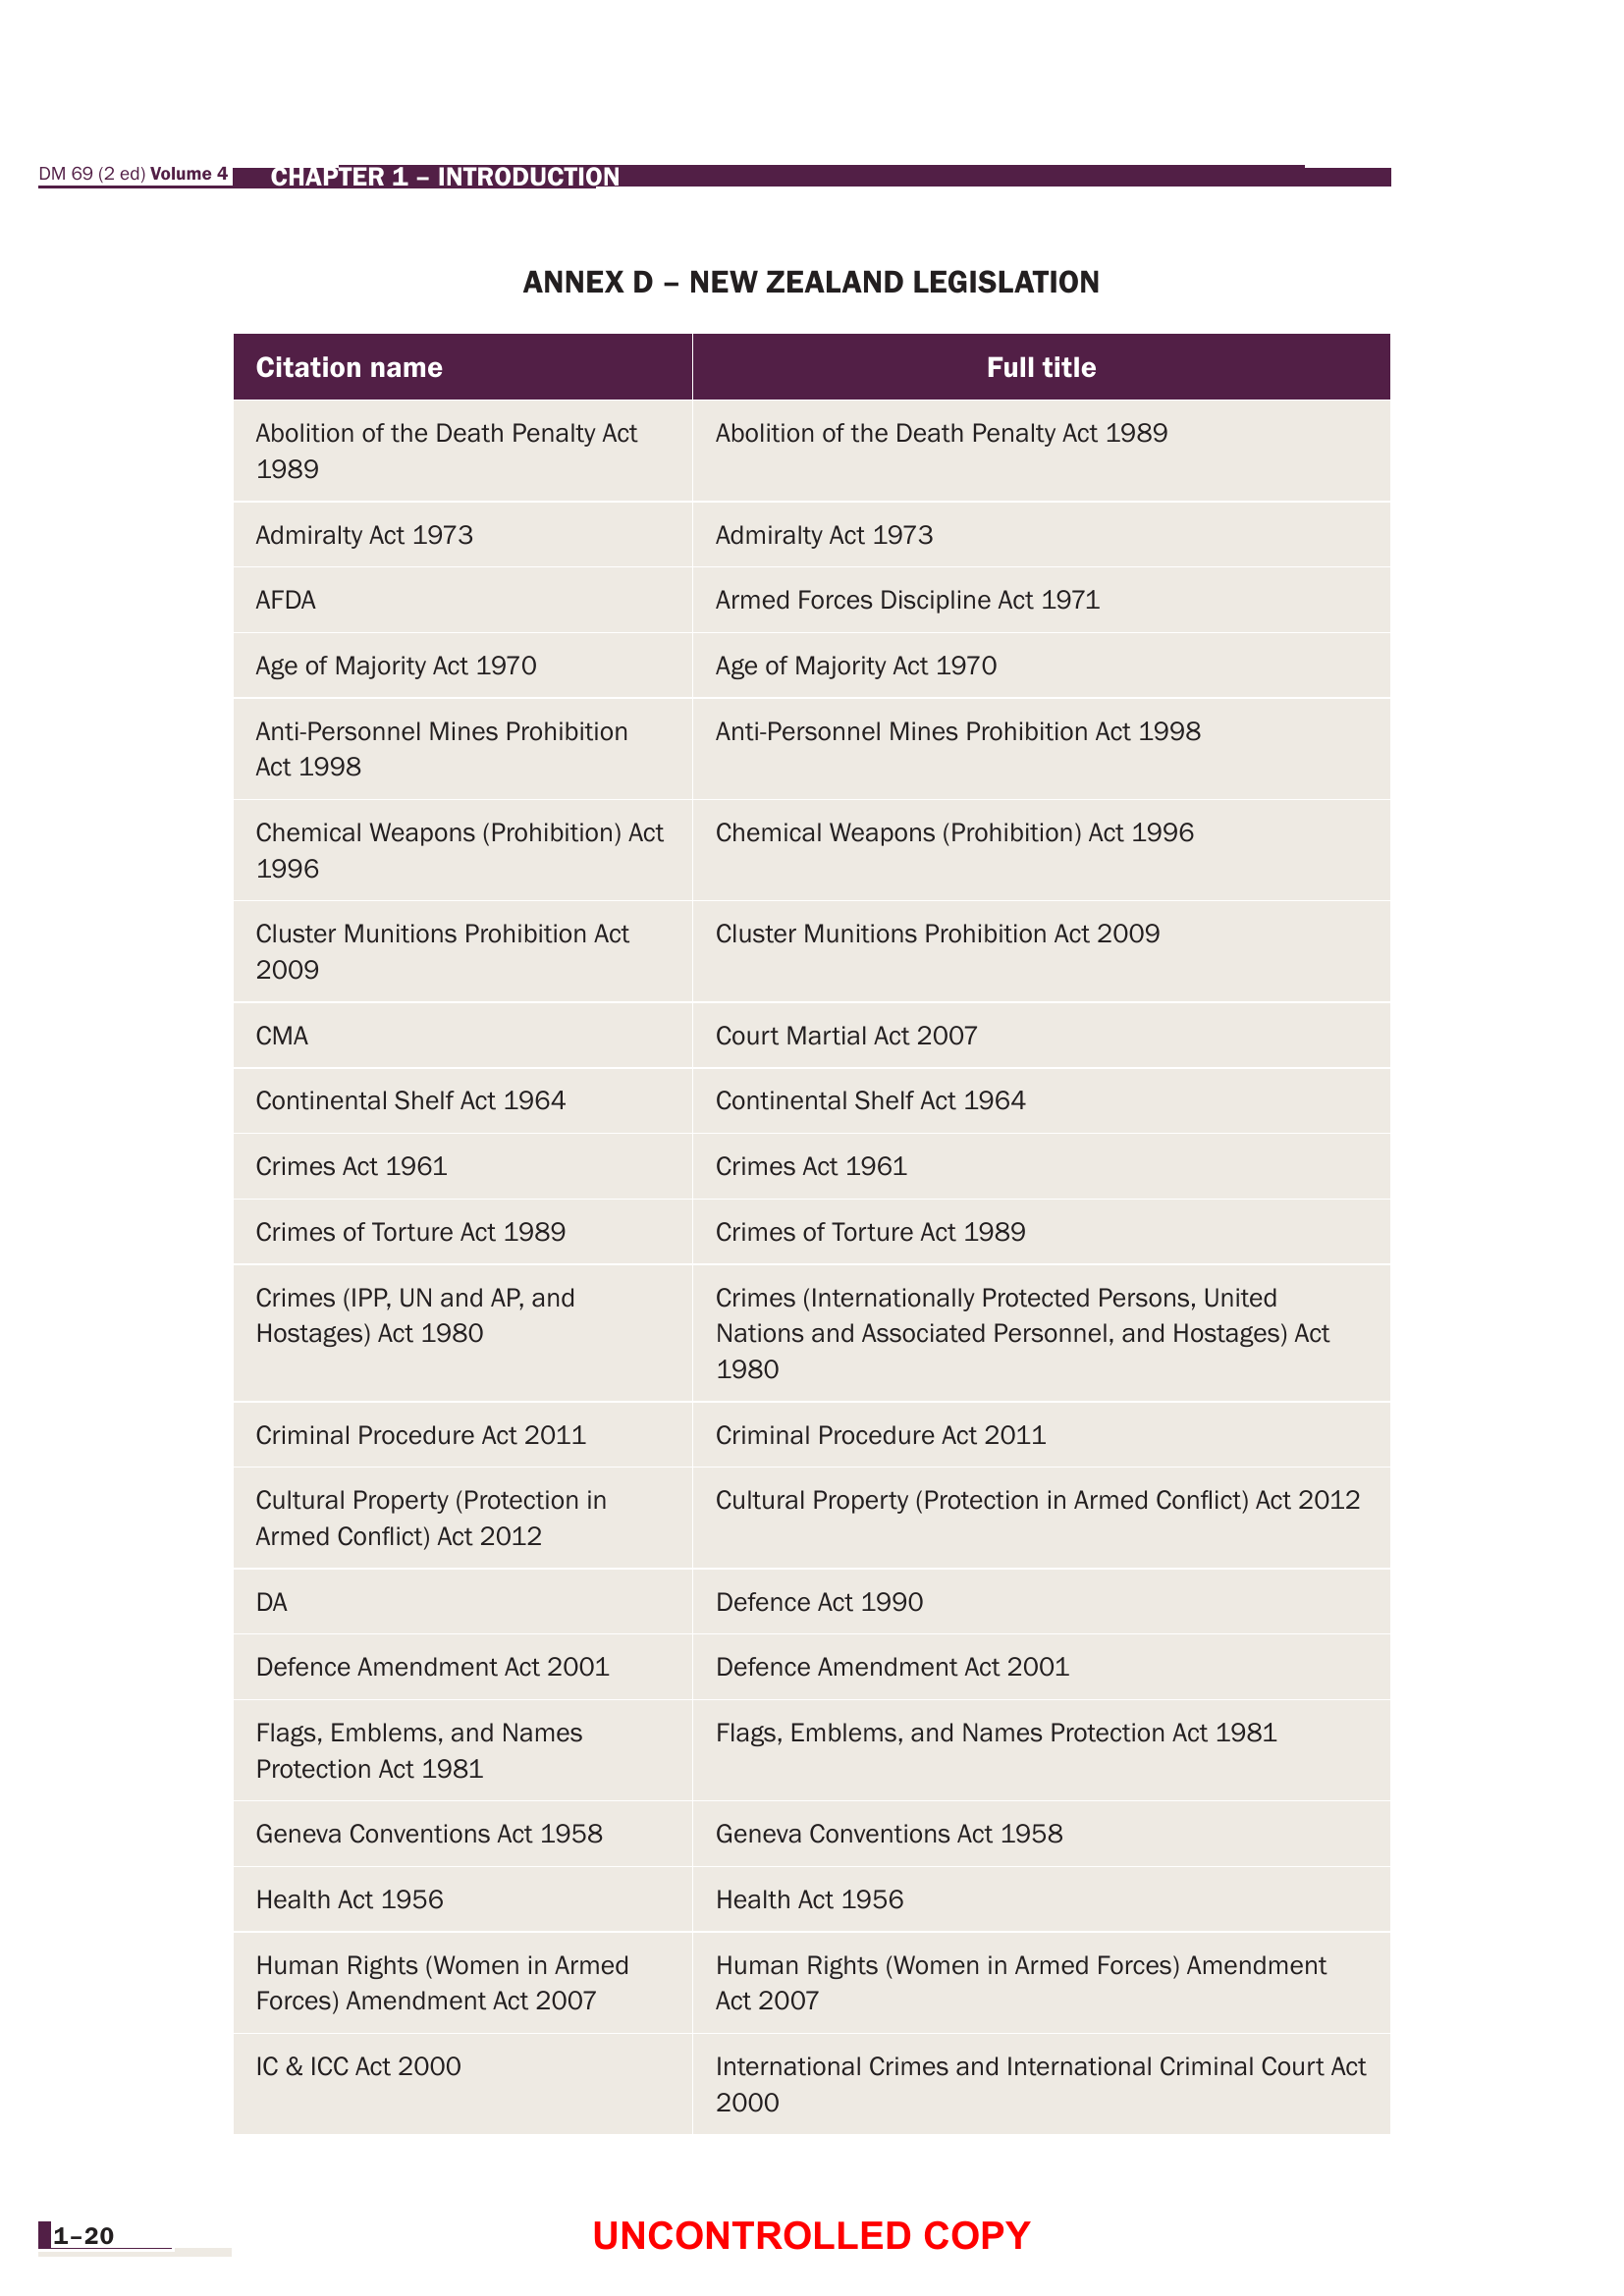 DM 69 (2 ed) Volume 4
CHAPTER 1 – INTRODUCTION
ANNEX D – NEW ZEALAND LEGISLATION
Citation name
Full title
Abolition of the Death Penalty Act
1989
Abolition of the Death Penalty Act 1989
Admiralty Act 1973
Admiralty Act 1973
AFDA
Armed Forces Discipline Act 1971
Age of Majority Act 1970
Age of Majority Act 1970
Anti-Personnel Mines Prohibition
Act 1998
Anti-Personnel Mines Prohibition Act 1998
Chemical Weapons (Prohibition) Act
1996
Chemical Weapons (Prohibition) Act 1996
Cluster Munitions Prohibition Act
2009
Cluster Munitions Prohibition Act 2009
CMA
Court Martial Act 2007
Continental Shelf Act 1964
Continental Shelf Act 1964
Crimes Act 1961
Crimes Act 1961
Crimes of Torture Act 1989
Crimes of Torture Act 1989
Crimes (IPP, UN and AP, and
Hostages) Act 1980
Crimes (Internationally Protected Persons, United
Nations and Associated Personnel, and Hostages) Act
1980
Criminal Procedure Act 2011
Criminal Procedure Act 2011
Cultural Property (Protection in
Armed Conflict) Act 2012
Cultural Property (Protection in Armed Conflict) Act 2012
DA
Defence Act 1990
Defence Amendment Act 2001
Defence Amendment Act 2001
Flags, Emblems, and Names
Protection Act 1981
Flags, Emblems, and Names Protection Act 1981
Geneva Conventions Act 1958
Geneva Conventions Act 1958
Health Act 1956
Health Act 1956
Human Rights (Women in Armed
Forces) Amendment Act 2007
Human Rights (Women in Armed Forces) Amendment
Act 2007
IC & ICC Act 2000
International Crimes and International Criminal Court Act
2000
1–20
UNCONTROLLED COPY